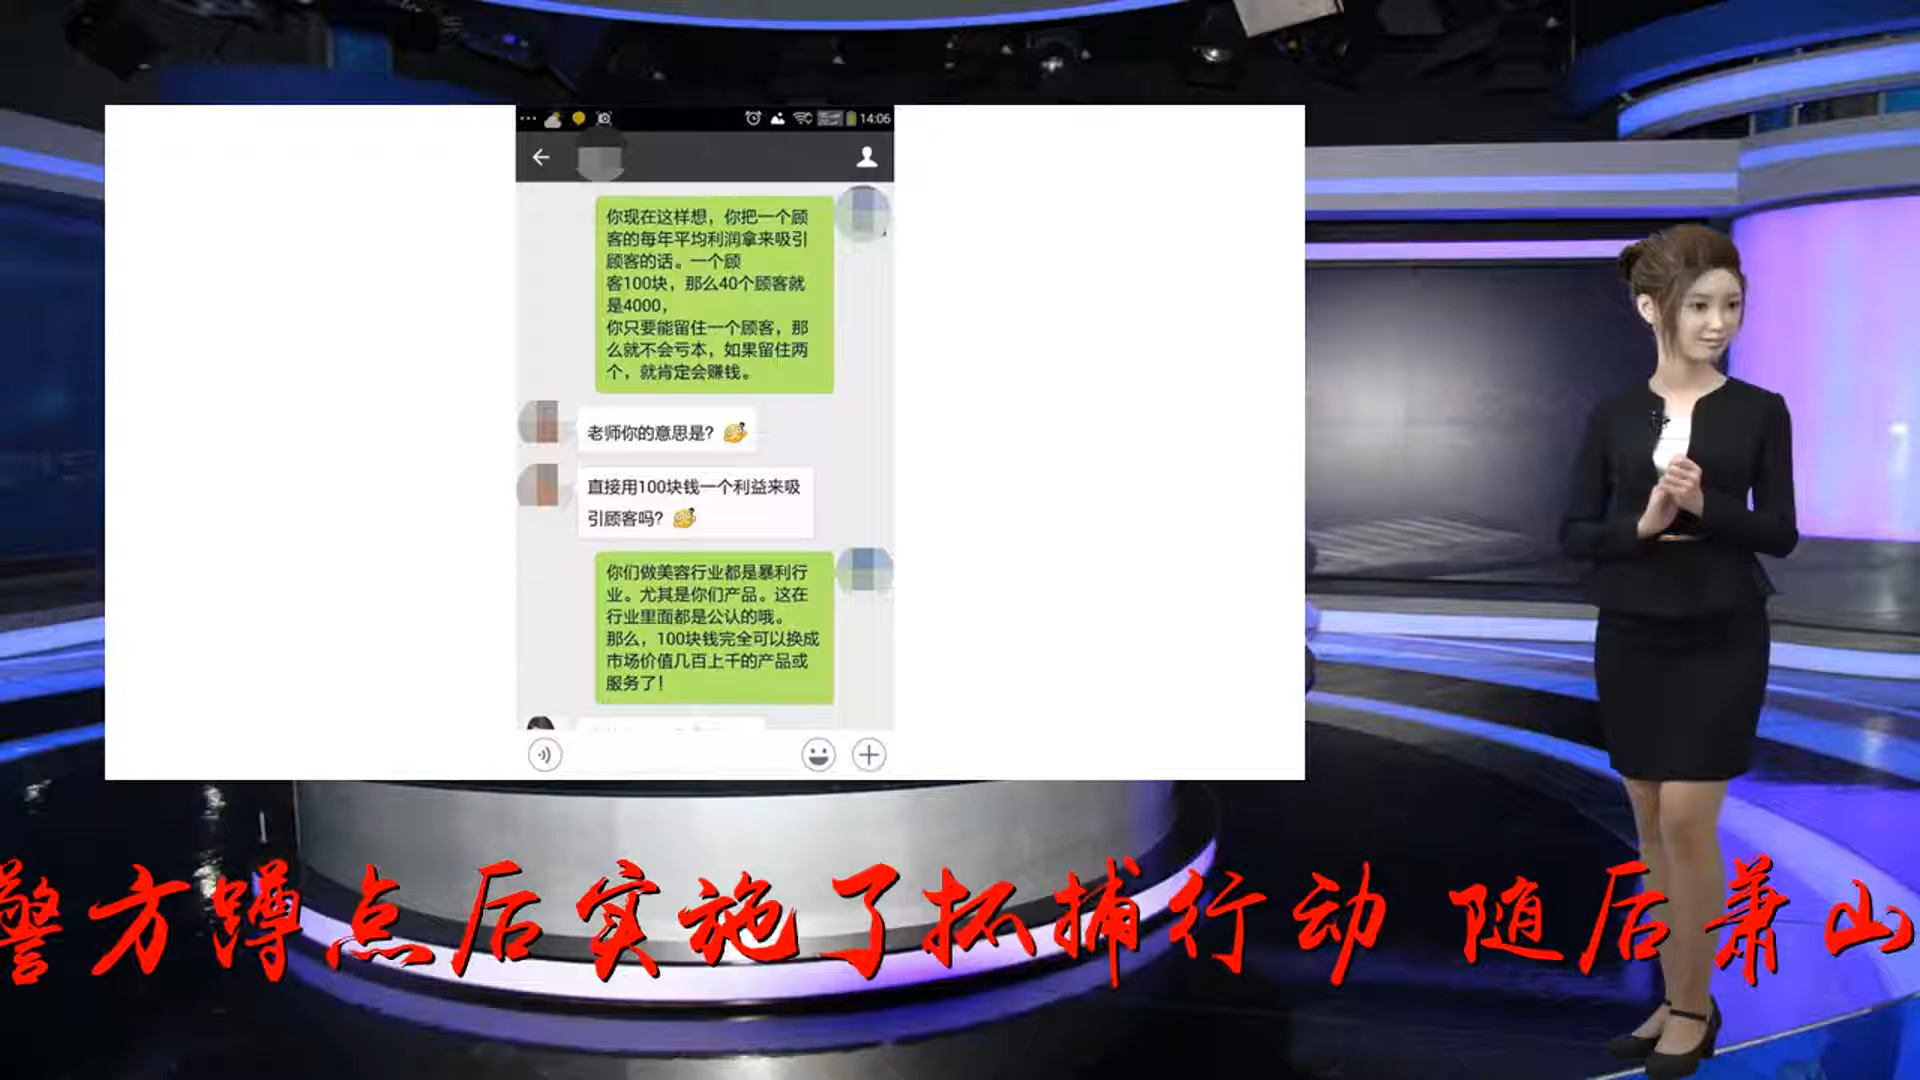 14:06
你现在这样想，你把一个顾
客的每年平均利润拿来吸引
顾客的话。一个顾
客100块，那么40个顾客就
是4000，
你只要能留住一个顾客，那
么就不会亏本，如果留住两
个，就肯定会赚钱。
老师你的意思是？
直接用100块钱一个利益来吸
引顾客吗？
你们做美容行业都是暴利行
业。尤其是你们产品。这在
行业里面都是公认的哦。
那么，100块钱完全可以换成
市场价值几百上千的产品或
服务了！
警方蹲点后实施了抓捕行动 随后萧山